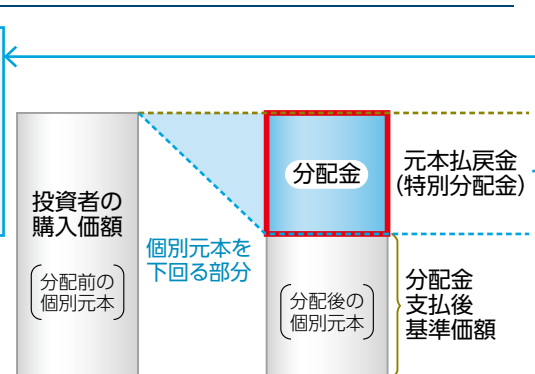 投資者の
購入価額
(分配前の
個別元本)
個別元本を
下回る部分
分配金
(分配後の
個別元本)
元本払戻金
(特別分配金)
分配金
支払後
基準価額